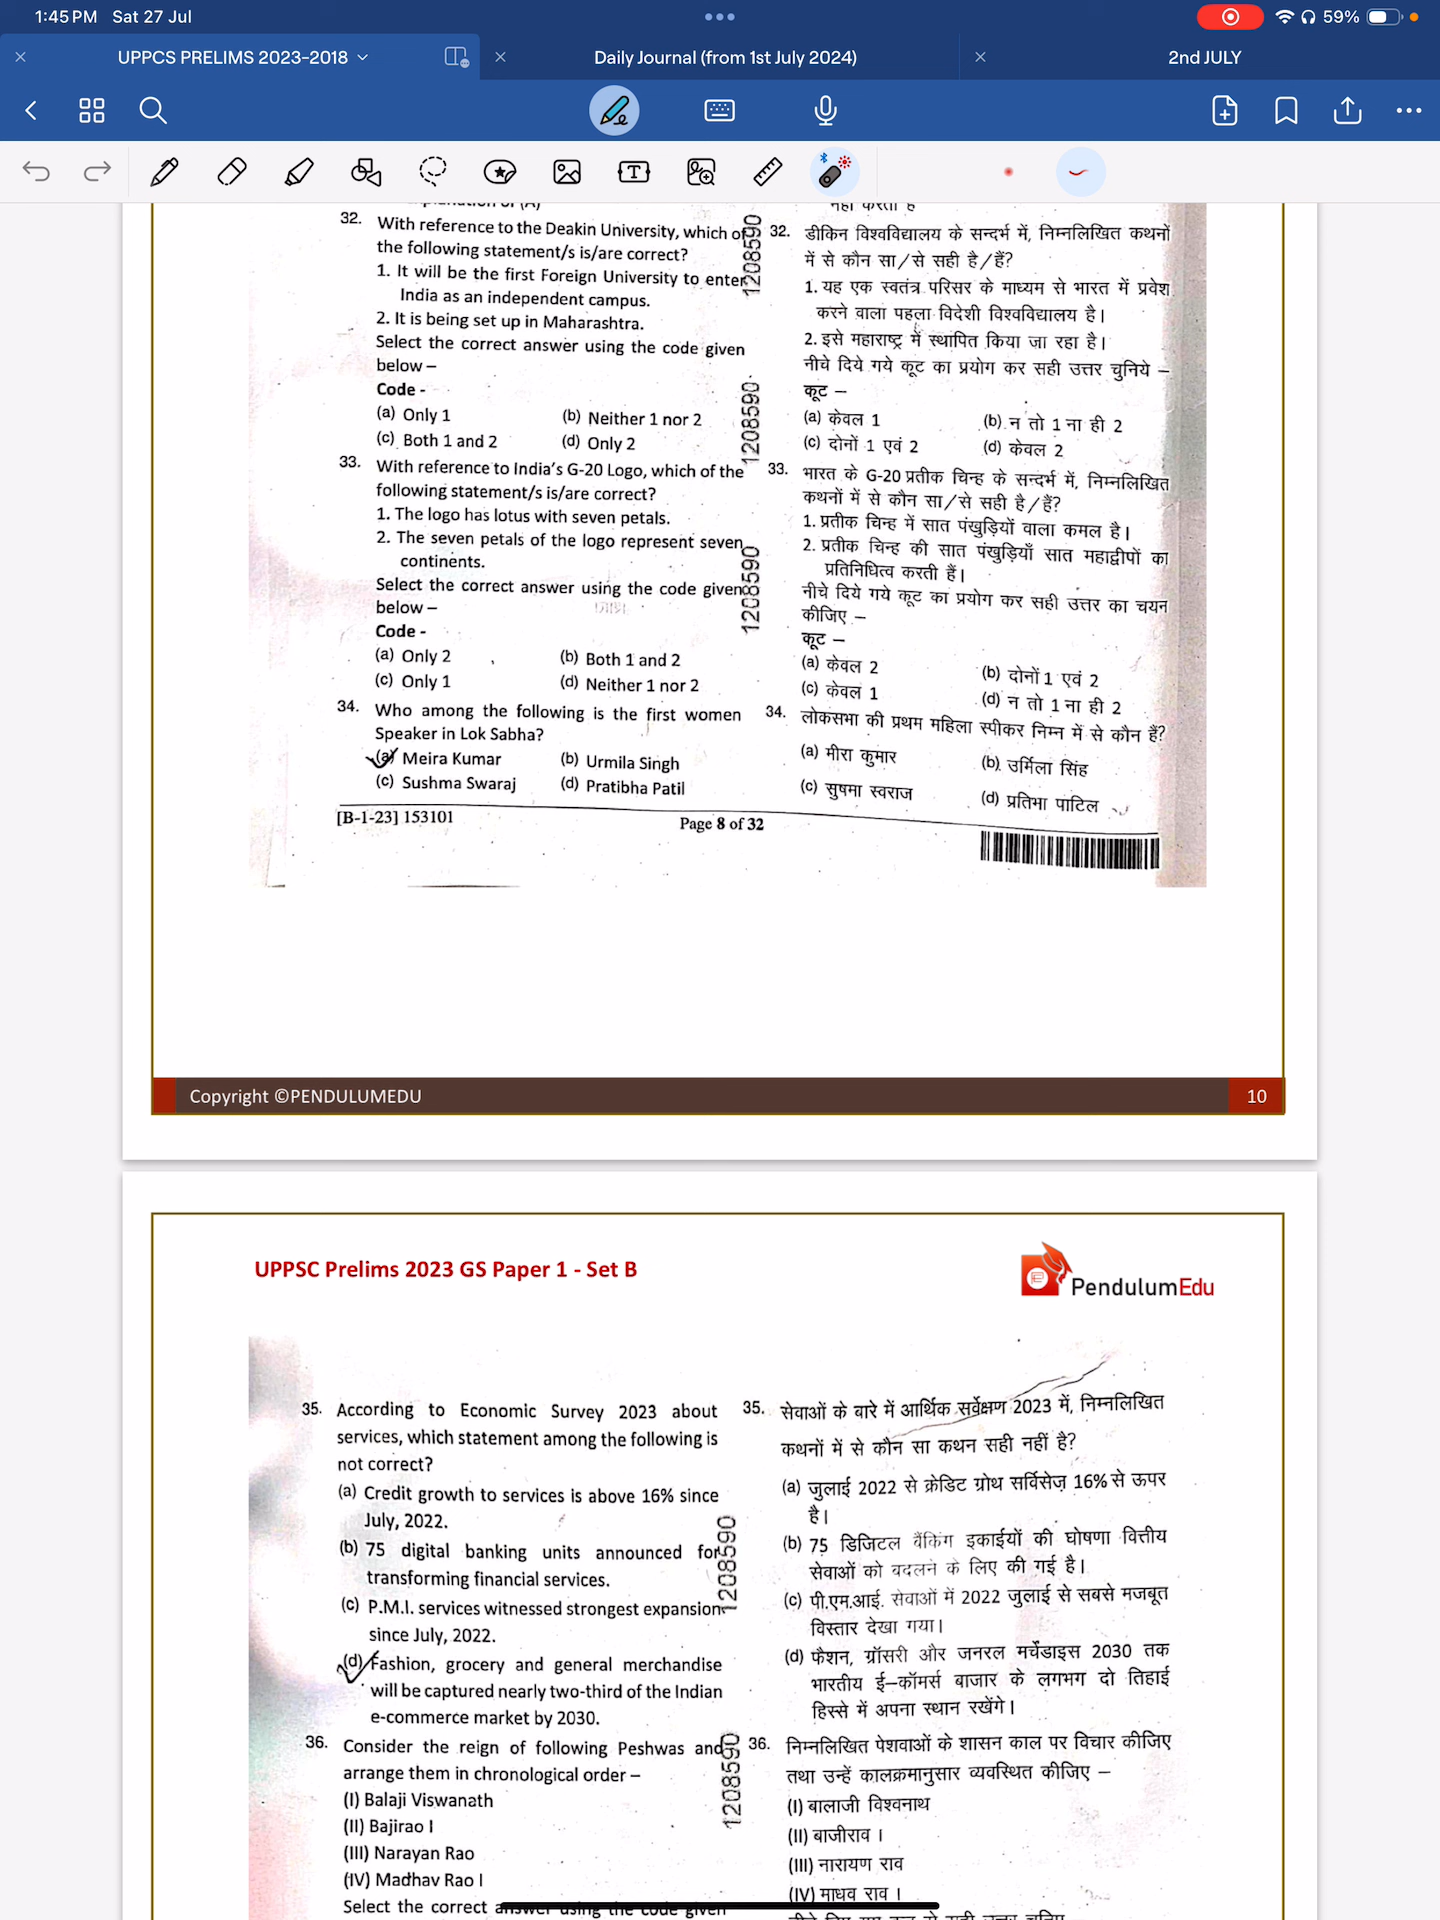 1:45 PM Sat 27 Jul
59%
UPPCS PRELIMS 2023-2018
Daily Journal (from 1st July 2024)
2nd JULY
32. With reference to the Deakin University, which of
the following statement/s is/are correct?
1. It will be the first Foreign University to enter
India as an independent campus.
2. It is being set up in Maharashtra.
Select the correct answer using the code given
below –
Code -
(a) Only 1 (b) Neither 1 nor 2
(c) Both 1 and 2 (d) Only 2
33. With reference to India's G-20 Logo, which of the
following statement/s is/are correct?
1. The logo has lotus with seven petals.
2. The seven petals of the logo represent seven
continents.
Select the correct answer using the code given
below –
Code -
(a) Only 2 (b) Both 1 and 2
(c) Only 1 (d) Neither 1 nor 2
34. Who among the following is the first women
Speaker in Lok Sabha?
(a) Meira Kumar (b) Urmila Singh
(c) Sushma Swaraj (d) Pratibha Patil
1208590
1208590
1208590
नहीं करता है
32. डीकिन विश्वविद्यालय के सन्दर्भ में, निम्नलिखित कथनों
में से कौन सा/से सही है/हैं?
1. यह एक स्वतंत्र परिसर के माध्यम से भारत में प्रवेश
करने वाला पहला विदेशी विश्वविद्यालय है।
2. इसे महाराष्ट्र में स्थापित किया जा रहा है।
नीचे दिये गये कूट का प्रयोग कर सही उत्तर चुनिये –
कूट –
(a) केवल 1 (b) न तो 1 ना ही 2
(c) दोनों 1 एवं 2 (d) केवल 2
33. भारत के G-20 प्रतीक चिन्ह के सन्दर्भ में, निम्नलिखित
कथनों में से कौन सा/से सही है/हैं?
1. प्रतीक चिन्ह में सात पंखुड़ियों वाला कमल है।
2. प्रतीक चिन्ह की सात पंखुड़ियाँ सात महाद्वीपों का
प्रतिनिधित्व करती हैं।
नीचे दिये गये कूट का प्रयोग कर सही उत्तर का चयन
कीजिए –
कूट –
(a) केवल 2 (b) दोनों 1 एवं 2
(c) केवल 1 (d) न तो 1 ना ही 2
34. लोकसभा की प्रथम महिला स्पीकर निम्न में से कौन हैं?
(a) मीरा कुमार (b) उर्मिला सिंह
(c) सुषमा स्वराज (d) प्रतिभा पाटिल
[B-1-23] 153101 Page 8 of 32
Copyright ©PENDULUMEDU 10
UPPSC Prelims 2023 GS Paper 1 - Set B
PendulumEdu
35. According to Economic Survey 2023 about
services, which statement among the following is
not correct?
(a) Credit growth to services is above 16% since
July, 2022.
(b) 75 digital banking units announced for
transforming financial services.
(c) P.M.I. services witnessed strongest expansion
since July, 2022.
(d) Fashion, grocery and general merchandise
will be captured nearly two-third of the Indian
e-commerce market by 2030.
36. Consider the reign of following Peshwas and
arrange them in chronological order –
(I) Balaji Viswanath
(II) Bajirao I
(III) Narayan Rao
(IV) Madhav Rao I
Select the correct answer using the code given
1208590
1208590
35. सेवाओं के बारे में आर्थिक सर्वेक्षण 2023 में, निम्नलिखित
कथनों में से कौन सा कथन सही नहीं है?
(a) जुलाई 2022 से क्रेडिट ग्रोथ सर्विसेज़ 16% से ऊपर
है।
(b) 75 डिजिटल बैंकिंग इकाईयों की घोषणा वित्तीय
सेवाओं को बदलने के लिए की गई है।
(c) पी.एम.आई. सेवाओं में 2022 जुलाई से सबसे मजबूत
विस्तार देखा गया।
(d) फैशन, ग्रॉसरी और जनरल मर्चेंडाइस 2030 तक
भारतीय ई–कॉमर्स बाजार के लगभग दो तिहाई
हिस्से में अपना स्थान रखेंगे।
36. निम्नलिखित पेशवाओं के शासन काल पर विचार कीजिए
तथा उन्हें कालक्रमानुसार व्यवस्थित कीजिए –
(I) बालाजी विश्वनाथ
(II) बाजीराव I
(III) नारायण राव
(IV) माधव राव I